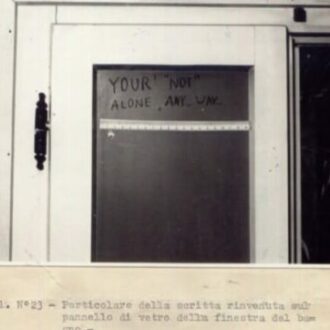 YOUR' "NOT"
ALONE ANY WAY
1. N°23 - Particolare della scritta rinvenuta sul
pannello di vetro della finestra del ba
gno -